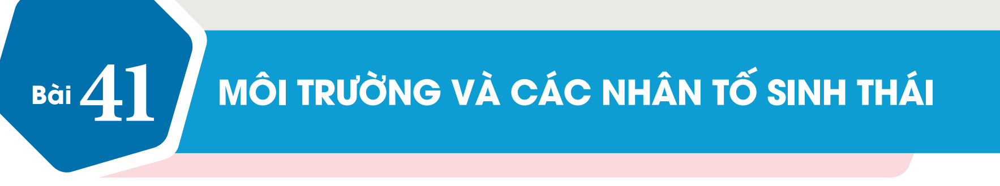 Bài 41
MÔI TRƯỜNG VÀ CÁC NHÂN TỐ SINH THÁI